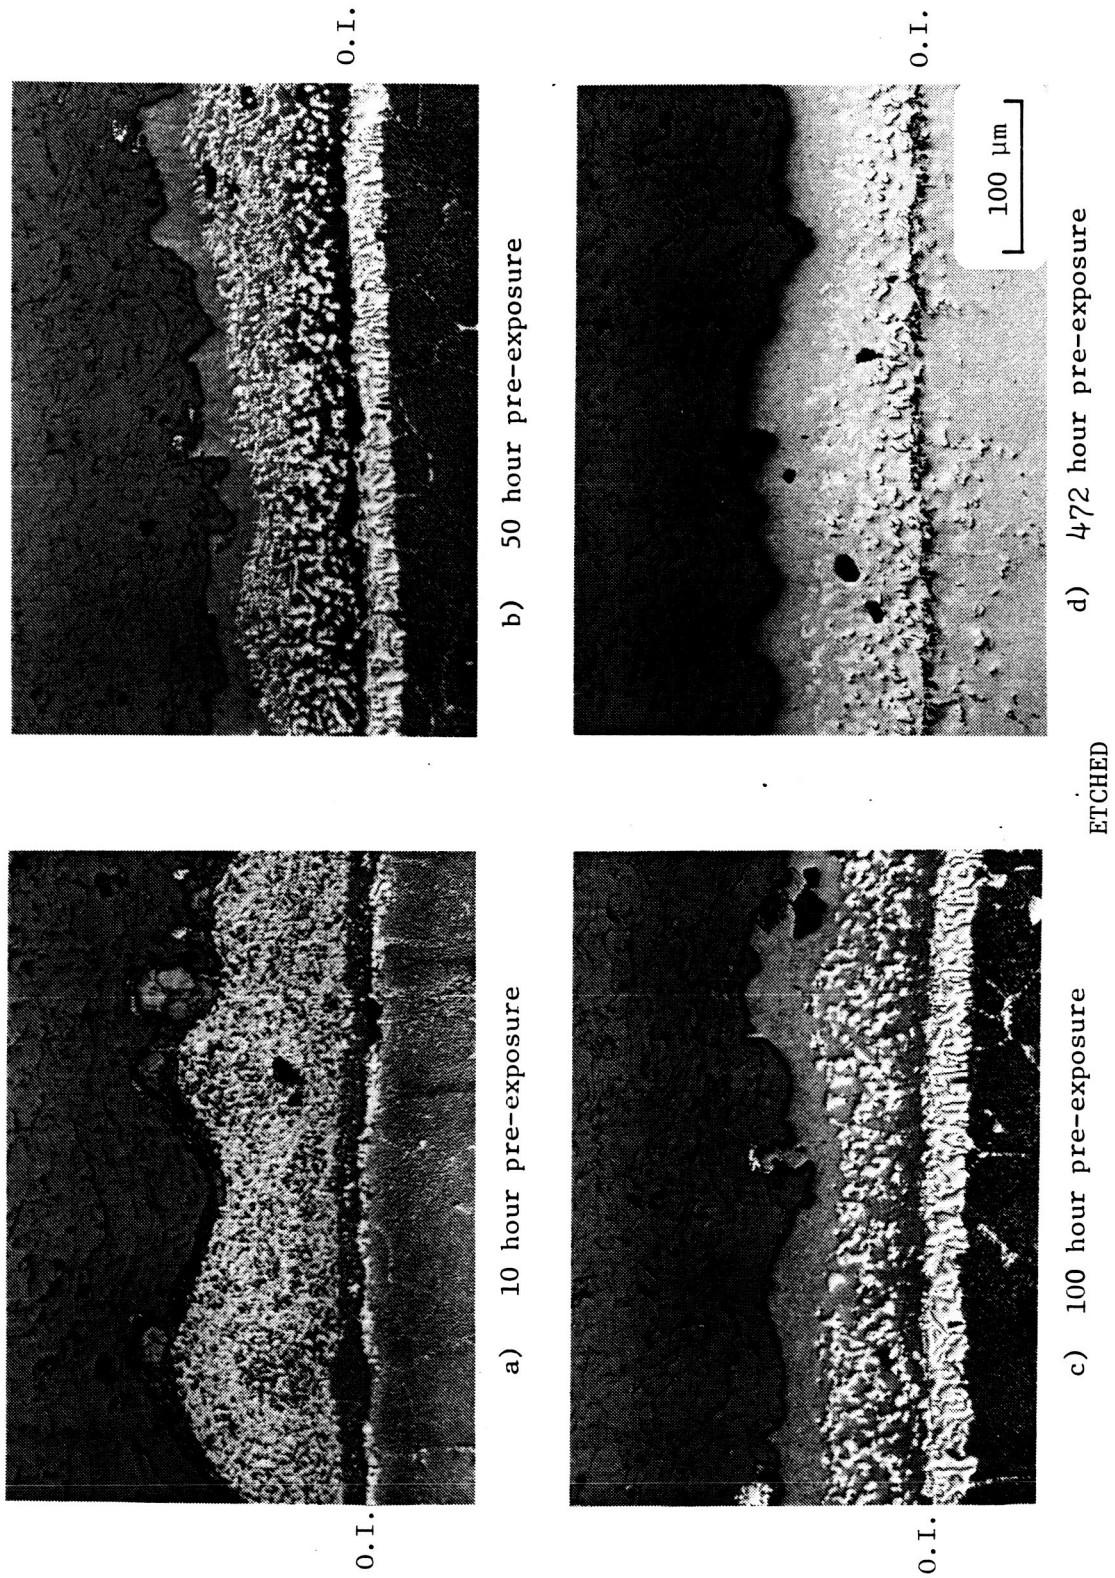 O.I.
a) 10 hour pre-exposure
b) 50 hour pre-exposure
O.I.
O.I.
c) 100 hour pre-exposure
100 μm
d) 472 hour pre-exposure
O.I.
ETCHED